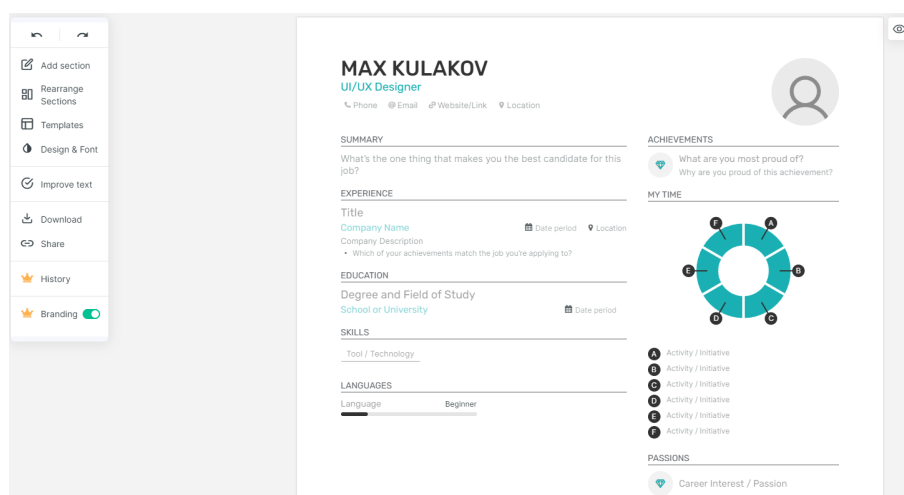 Add section
Rearrange
Sections
Templates
Design & Font
Improve text
Download
Share
History
Branding
MAX KULAKOV
UI/UX Designer
Phone @ Email Website/Link Location
SUMMARY
What's the one thing that makes you the best candidate for this
job?
EXPERIENCE
Title
Company Name Date period Location
Company Description
• Which of your achievements match the job you're applying to?
EDUCATION
Degree and Field of Study
School or University Date period
SKILLS
Tool / Technology
LANGUAGES
Language Beginner
ACHIEVEMENTS
What are you most proud of?
Why are you proud of this achievement?
MY TIME
F A
E B
D C
A Activity / Initiative
B Activity / Initiative
C Activity / Initiative
D Activity / Initiative
E Activity / Initiative
F Activity / Initiative
PASSIONS
Career Interest / Passion